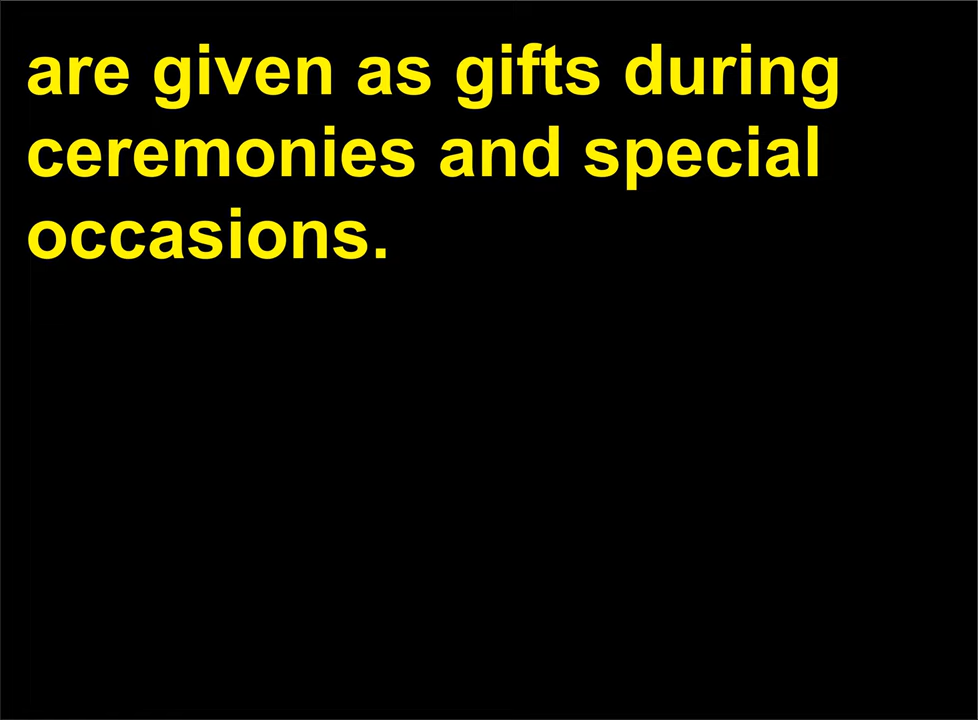 are given as gifts during
ceremonies and special
occasions.